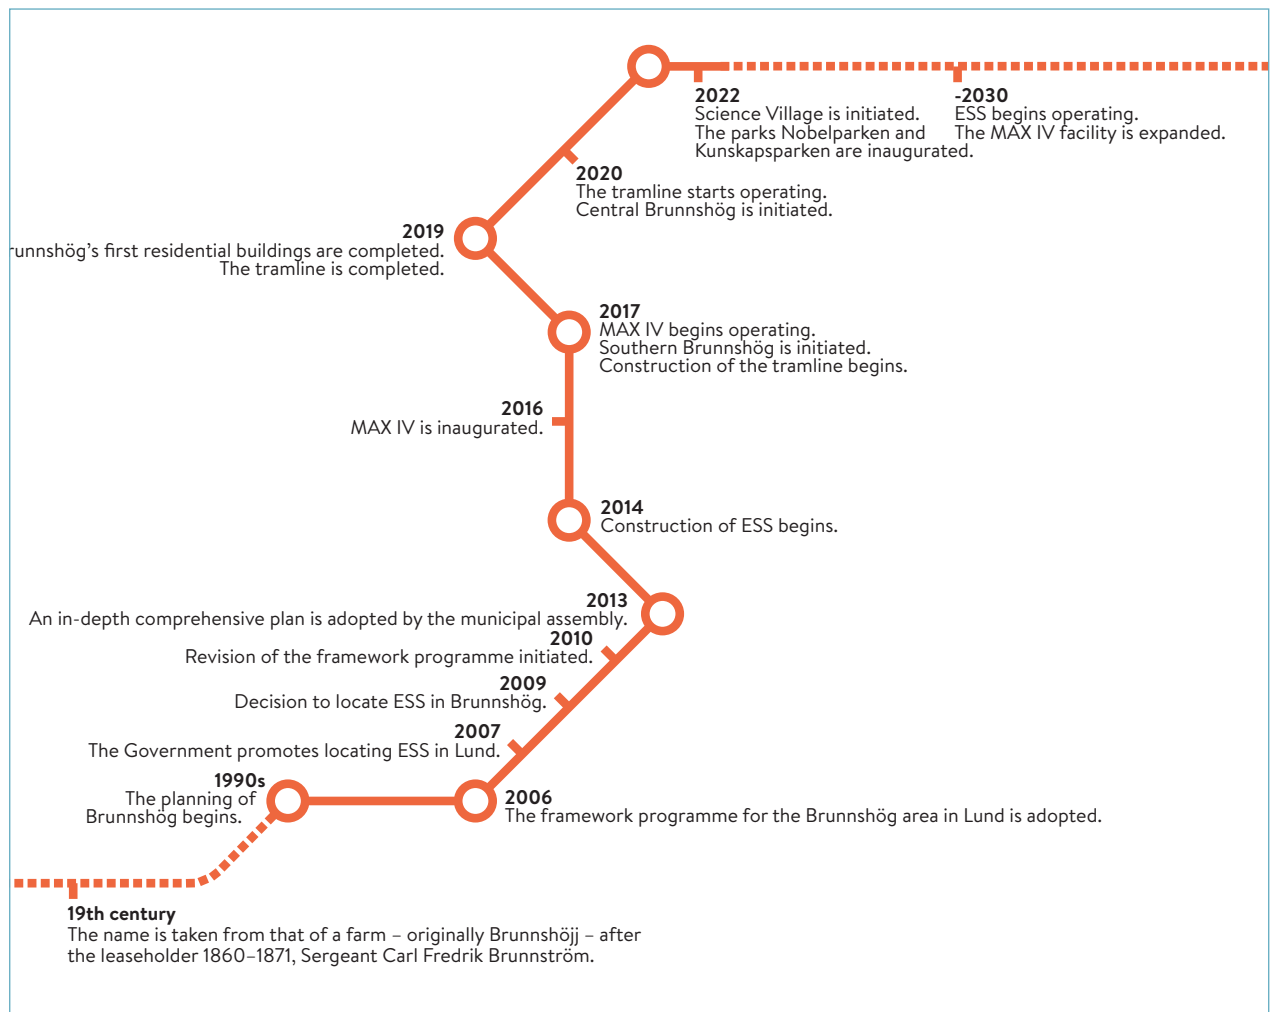 2022
Science Village is initiated.
The parks Nobelparken and
Kunskapsparken are inaugurated.
-2030
ESS begins operating.
The MAX IV facility is expanded.
2020
The tramline starts operating.
Central Brunnshög is initiated.
2019
runnshög’s first residential buildings are completed.
The tramline is completed.
2017
MAX IV begins operating.
Southern Brunnshög is initiated.
Construction of the tramline begins.
2016
MAX IV is inaugurated.
2014
Construction of ESS begins.
2013
An in-depth comprehensive plan is adopted by the municipal assembly.
2010
Revision of the framework programme initiated.
2009
Decision to locate ESS in Brunnshög.
2007
The Government promotes locating ESS in Lund.
1990s
The planning of
Brunnshög begins.
2006
The framework programme for the Brunnshög area in Lund is adopted.
19th century
The name is taken from that of a farm – originally Brunnshöjj – after
the leaseholder 1860–1871, Sergeant Carl Fredrik Brunnström.